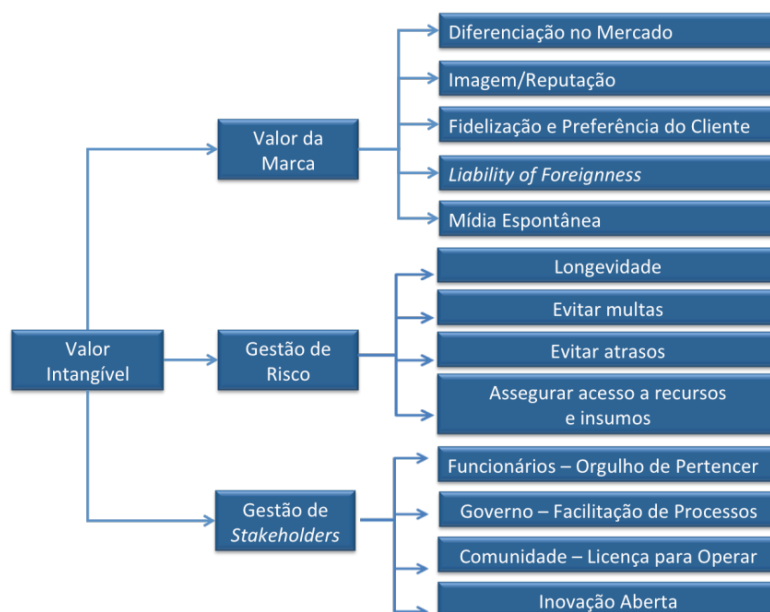 Valor
Intangível
Valor da
Marca
Diferenciação no Mercado
Imagem/Reputação
Fidelização e Preferência do Cliente
Liability of Foreignness
Mídia Espontânea
Gestão de
Risco
Longevidade
Evitar multas
Evitar atrasos
Assegurar acesso a recursos
e insumos
Gestão de
Stakeholders
Funcionários – Orgulho de Pertencer
Governo – Facilitação de Processos
Comunidade – Licença para Operar
Inovação Aberta